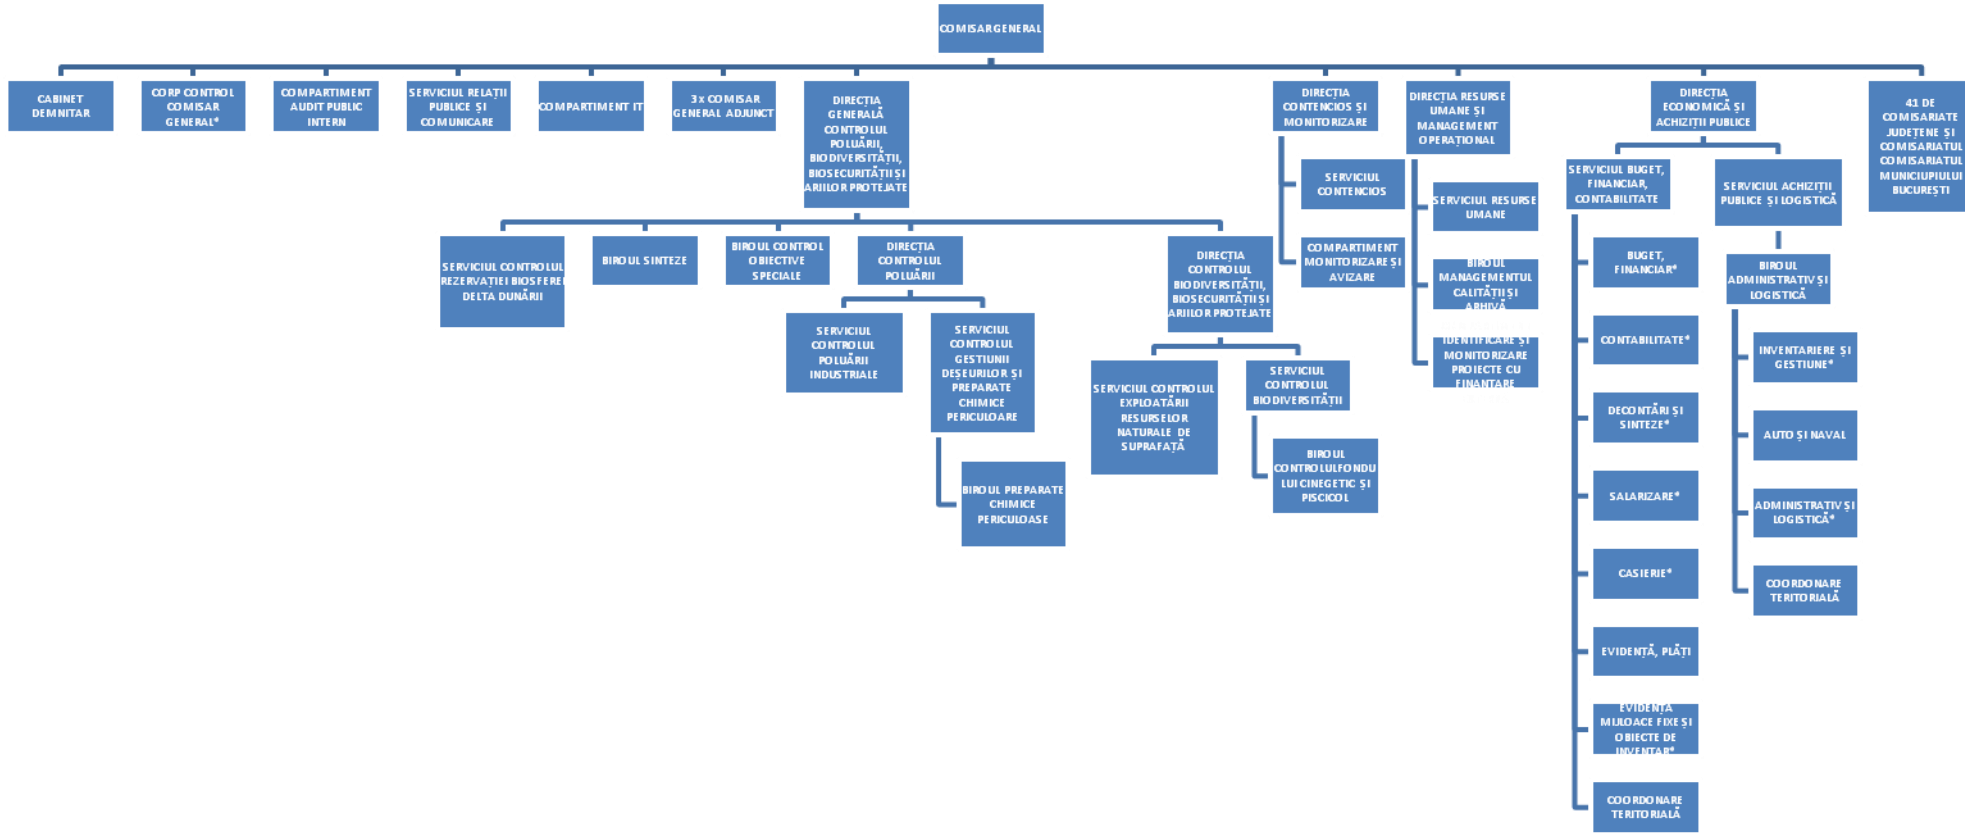 COMISAR GENERAL
CABINET
DEMNITAR
CORP CONTROL
COMISAR
GENERAL*
COMPARTIMENT
AUDIT PUBLIC
INTERN
SERVICIUL RELAȚII
PUBLICE ȘI
COMUNICARE
COMPARTIMENT IT
3 x COMISAR
GENERAL ADJUNCT
DIRECȚIA
GENERALĂ
CONTROLUL
POLUĂRII,
BIODIVERSITĂȚII,
BIOSECURITĂȚII ȘI
ARIILOR PROTEJATE
DIRECȚIA
CONTENCIOS ȘI
MONITORIZARE
DIRECȚIA RESURSE
UMANE ȘI
MANAGEMENT
OPERAȚIONAL
DIRECȚIA
ECONOMICĂ ȘI
ACHIZIȚII PUBLICE
41 DE
COMISARIATE
JUDEȚENE ȘI
COMISARIATUL
COMISARIATUL
MUNICIUPIULUI
BUCUREȘTI
SERVICIUL CONTROLUL
REZERVAȚIEI BIOSFEREI
DELTA DUNĂRII
BIROUL SINTEZE
BIROUL CONTROL
OBIECTIVE
SPECIALE
DIRECȚIA
CONTROLUL
POLUĂRII
DIRECȚIA
CONTROLUL
BIODIVERSITĂȚII,
BIOSECURITĂȚII ȘI
ARIILOR PROTEJATE
SERVICIUL
CONTROLUL
POLUĂRII
INDUSTRIALE
SERVICIUL
CONTROLUL
GESTIUNII
DEȘEURILOR ȘI
PREPARATE
CHIMICE
PERICULOARE
BIROUL PREPARATE
CHIMICE
PERICULOASE
SERVICIUL CONTROLUL
EXPLOATĂRII
RESURSELOR
NATURALE DE
SUPRAFAȚĂ
SERVICIUL
CONTROLUL
BIODIVERSITĂȚII
BIROUL
CONTROLULFONDU
LUI CINEGETIC ȘI
PISCICOL
SERVICIUL
CONTENCIOS
COMPARTIMENT
MONITORIZARE ȘI
AVIZARE
SERVICIUL RESURSE
UMANE
BIROUL
MANAGEMENTUL
CALITĂȚII ȘI
ARHIVĂ
IDENTIFICARE ȘI
MONITORIZARE
PROIECTE CU
FINANTARE
SERVICIUL BUGET,
FINANCIAR,
CONTABILITATE
BUGET,
FINANCIAR*
CONTABILITATE*
DECONTĂRI ȘI
SINTEZE*
SALARIZARE*
CASIERIE*
EVIDENȚĂ, PLĂȚI
EVIDENȚA
MIJLOACE FIXE ȘI
OBIECTE DE
INVENTAR*
COORDONARE
TERITORIALĂ
SERVICIUL ACHIZIȚII
PUBLICE ȘI LOGISTICĂ
BIROUL
ADMINISTRATIV ȘI
LOGISTICĂ
INVENTARIERE ȘI
GESTIUNE*
AUTO ȘI NAVAL
ADMINISTRATIV ȘI
LOGISTICĂ*
COORDONARE
TERITORIALĂ